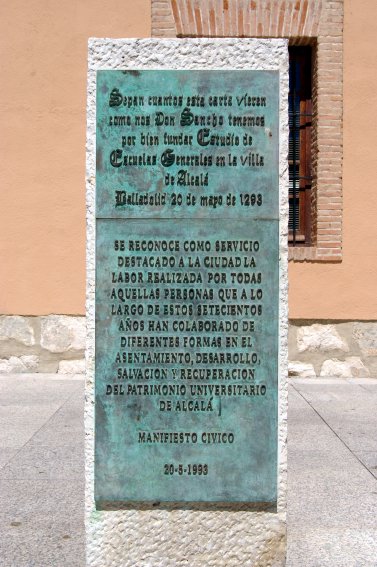 Sepan cuantos esta carta vieren
como nos Don Sancho tenemos
por bien fundar Estudio de
Escuelas Generales en la villa
de Alcalá
Valladolid 20 de mayo de 1293
SE RECONOCE COMO SERVICIO
DESTACADO A LA CIUDAD LA
LABOR REALIZADA POR TODAS
AQUELLAS PERSONAS QUE A LO
LARGO DE ESTOS SETECIENTOS
AÑOS HAN COLABORADO DE
DIFERENTES FORMAS EN EL
ASENTAMIENTO, DESARROLLO,
SALVACION Y RECUPERACION
DEL PATRIMONIO UNIVERSITARIO
DE ALCALÁ
MANIFIESTO CIVICO
20-5-1993